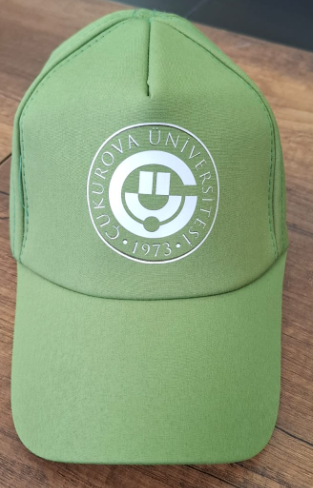 ÇUKUROVA ÜNİVERSİTESİ
• 1973 •